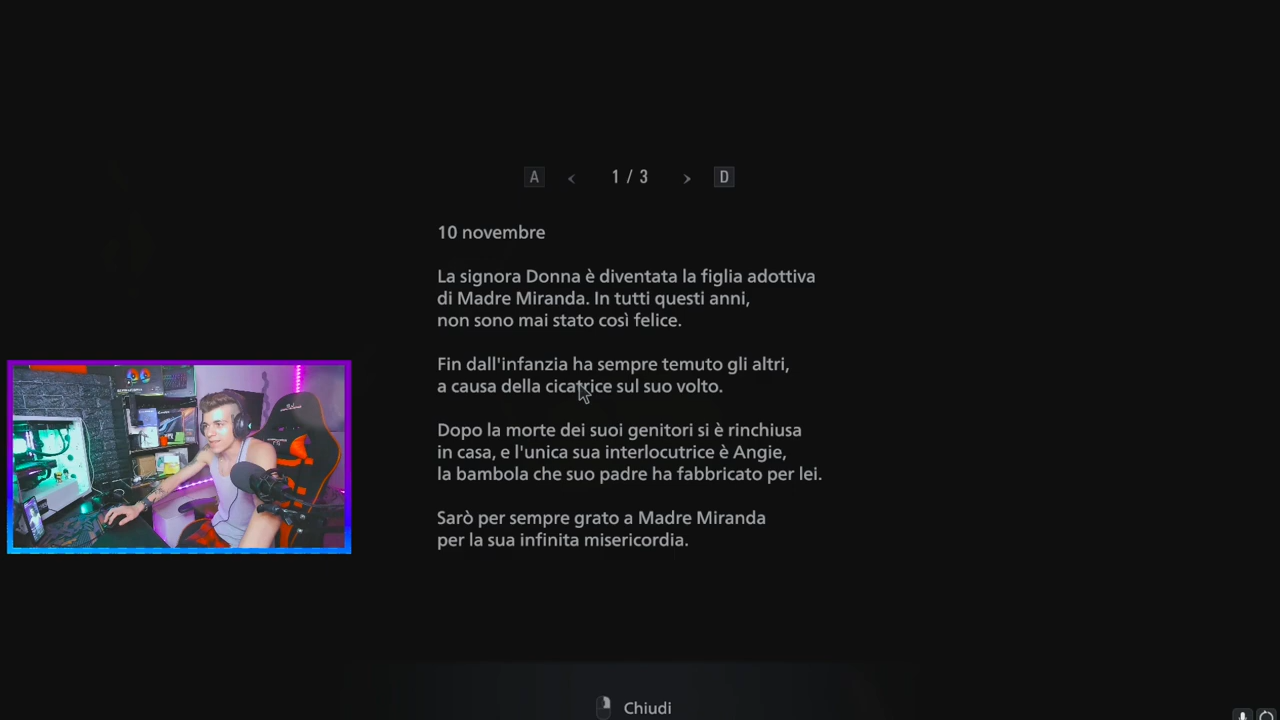 A < 1 / 3 > D
10 novembre
La signora Donna è diventata la figlia adottiva
di Madre Miranda. In tutti questi anni,
non sono mai stato così felice.
Fin dall'infanzia ha sempre temuto gli altri,
a causa della cicatrice sul suo volto.
Dopo la morte dei suoi genitori si è rinchiusa
in casa, e l'unica sua interlocutrice è Angie,
la bambola che suo padre ha fabbricato per lei.
Sarò per sempre grato a Madre Miranda
per la sua infinita misericordia.
Chiudi